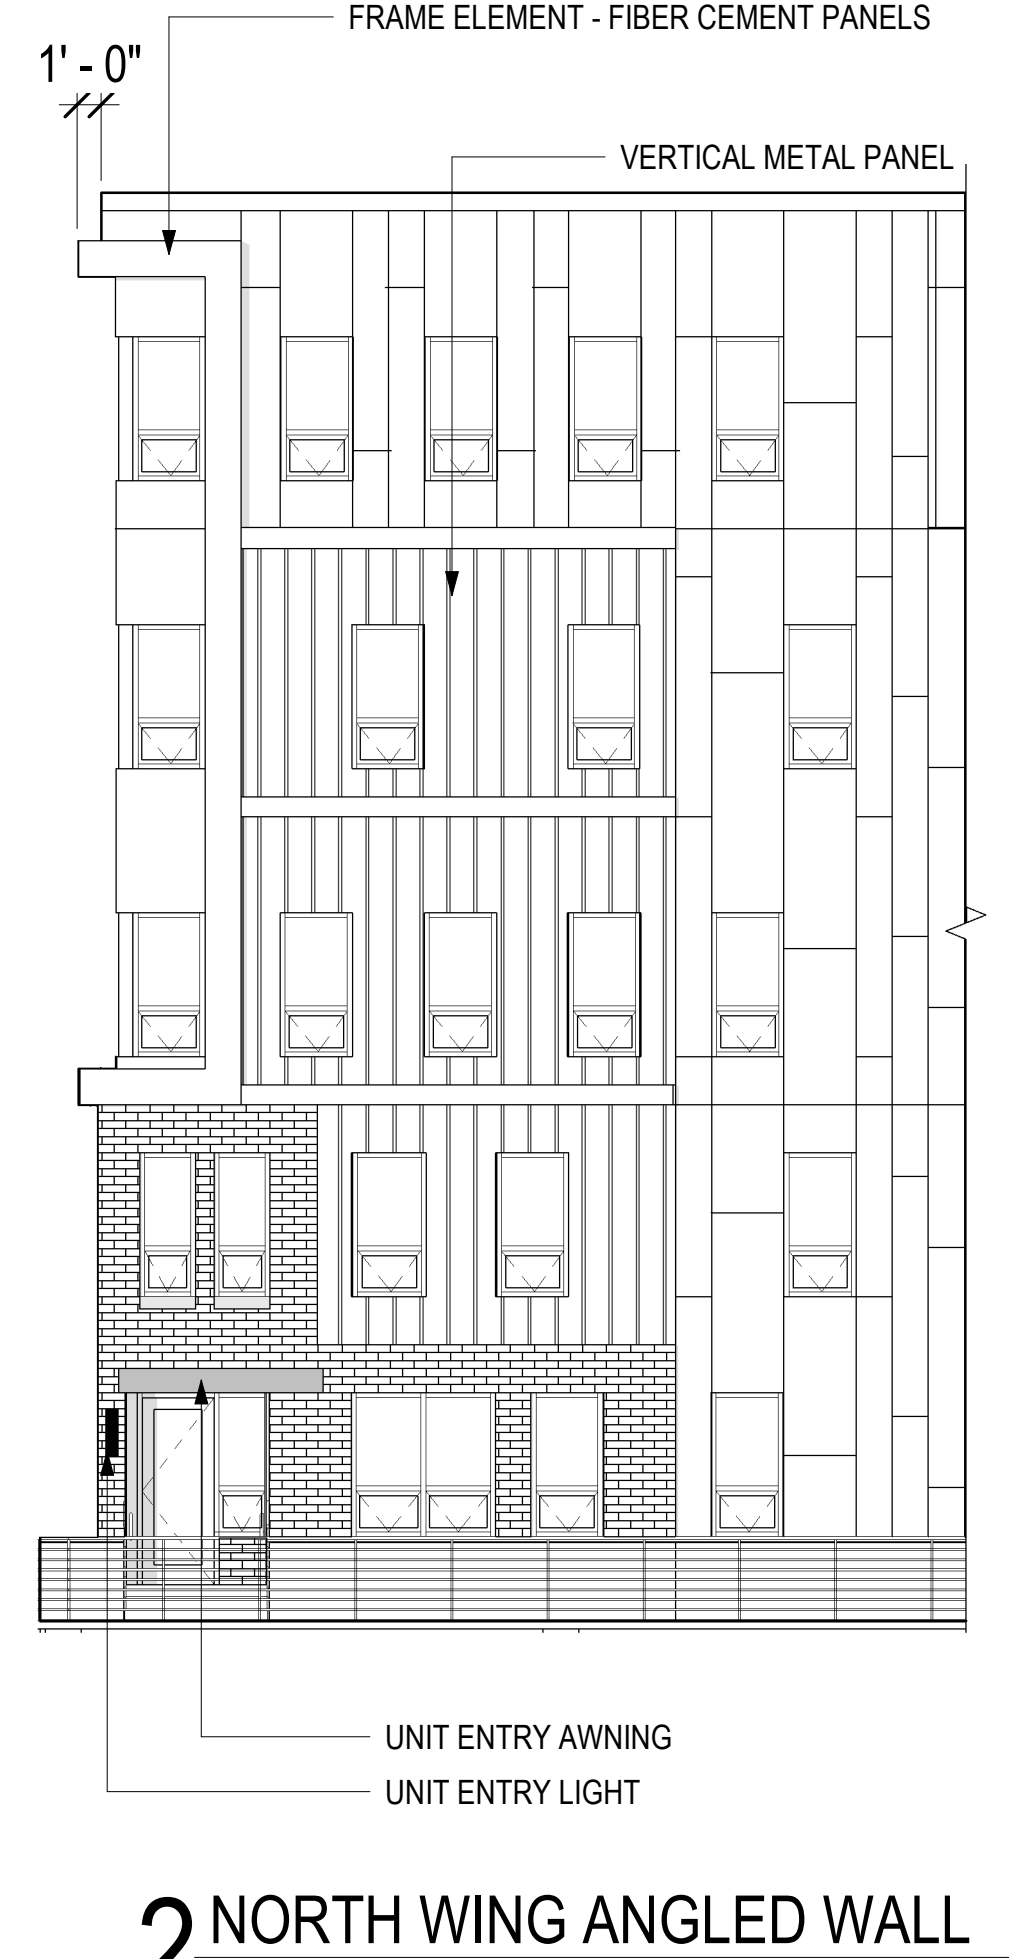 FRAME ELEMENT - FIBER CEMENT PANELS
1' - 0"
VERTICAL METAL PANEL
UNIT ENTRY AWNING
UNIT ENTRY LIGHT
2 NORTH WING ANGLED WALL